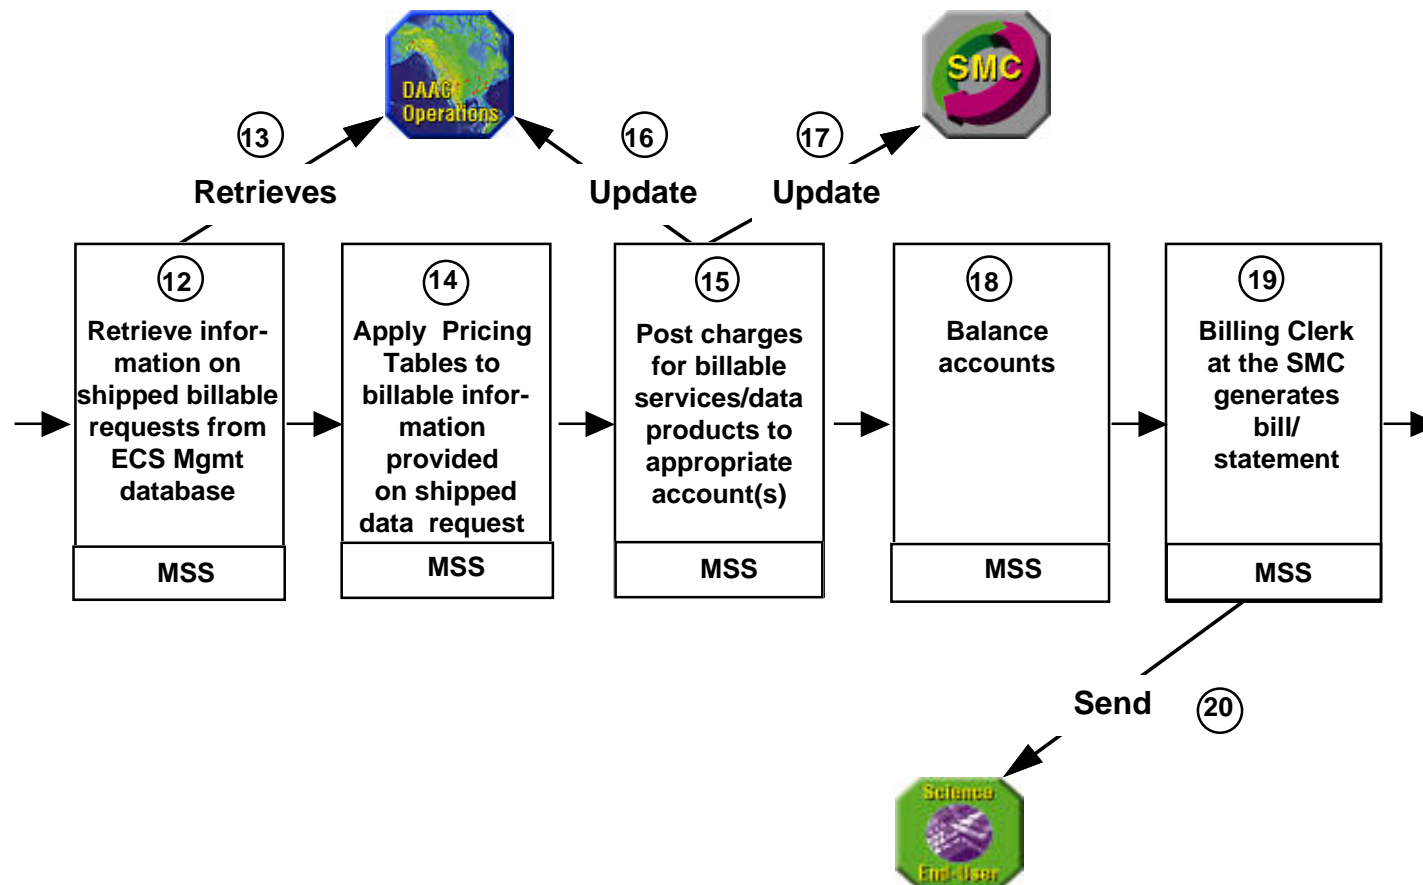 DAAC
Operations
SMC
13
16
17
Retrieves
Update
Update
12
Retrieve infor-
mation on
shipped billable
requests from
ECS Mgmt
database
MSS
14
Apply Pricing
Tables to
billable infor-
mation
provided
on shipped
data request
MSS
15
Post charges
for billable
services/data
products to
appropriate
account(s)
MSS
18
Balance
accounts
MSS
19
Billing Clerk
at the SMC
generates
bill/
statement
MSS
Send
20
Science
End-User